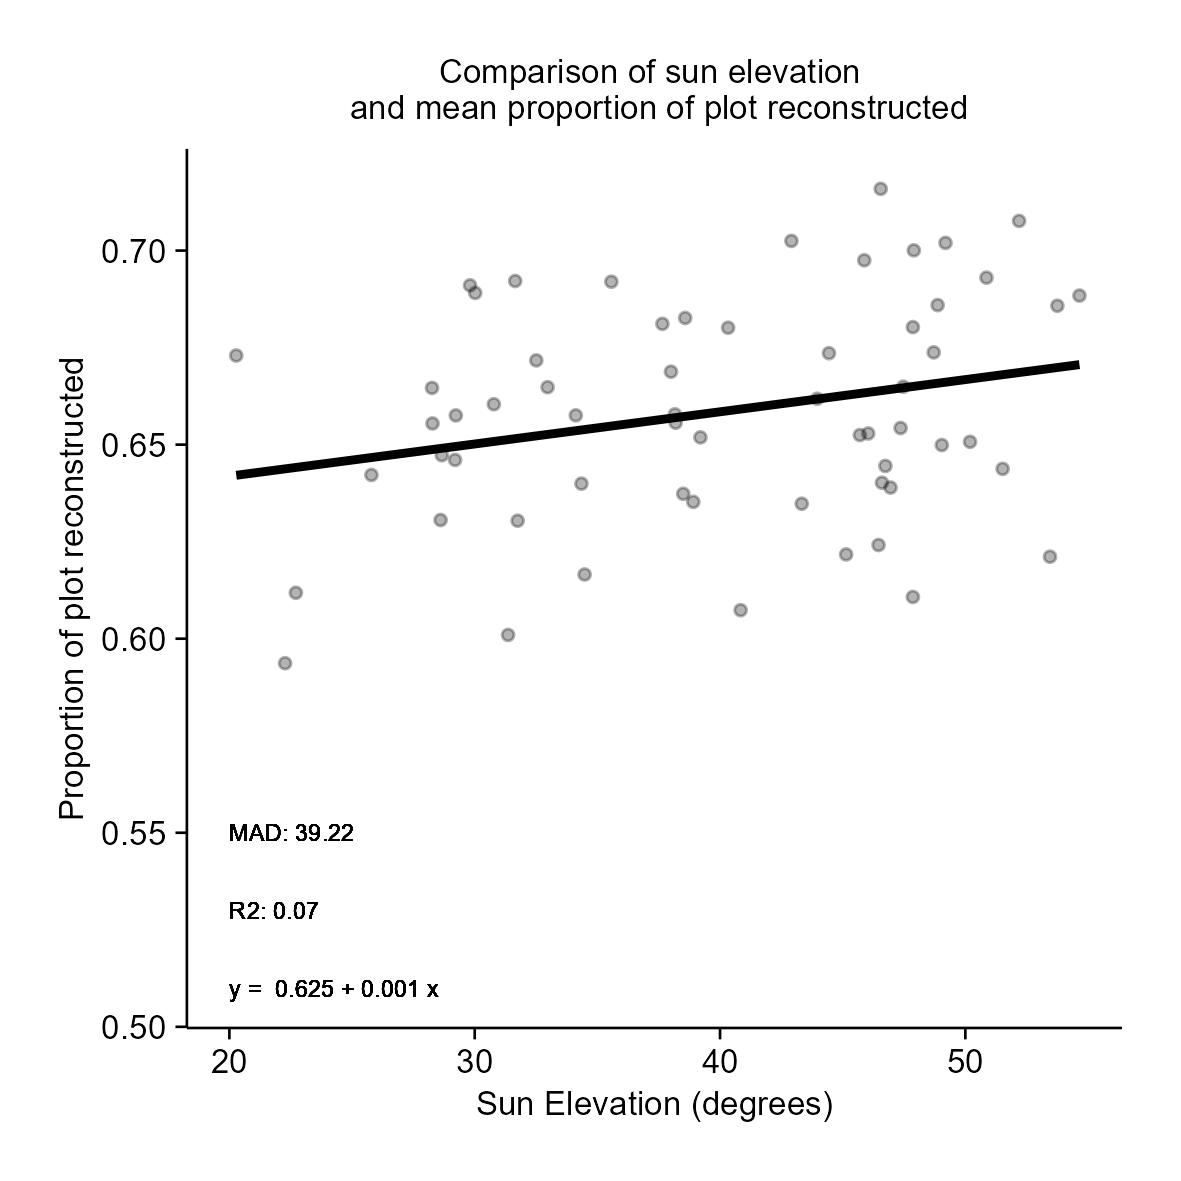 Comparison of sun elevation
and mean proportion of plot reconstructed
Proportion of plot reconstructed
0.70
0.65
0.60
0.55
0.50
MAD: 39.22
R2: 0.07
y =  0.625 + 0.001 x
20
30
40
50
Sun Elevation (degrees)